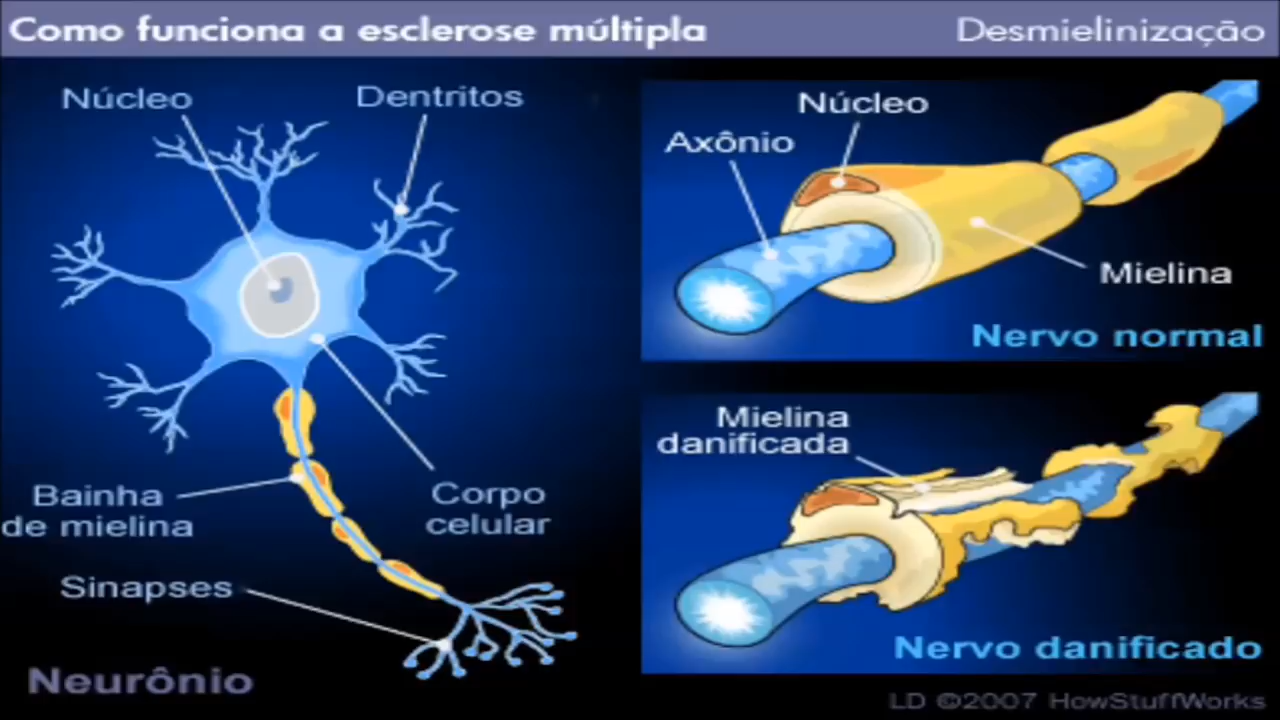 Como funciona a esclerose múltipla
Desmielinização
Núcleo
Dentritos
Bainha
de mielina
Corpo
celular
Sinapses
Neurônio
Núcleo
Axônio
Mielina
Nervo normal
Mielina
danificada
Nervo danificado
LD ©2007 HowStuffWorks